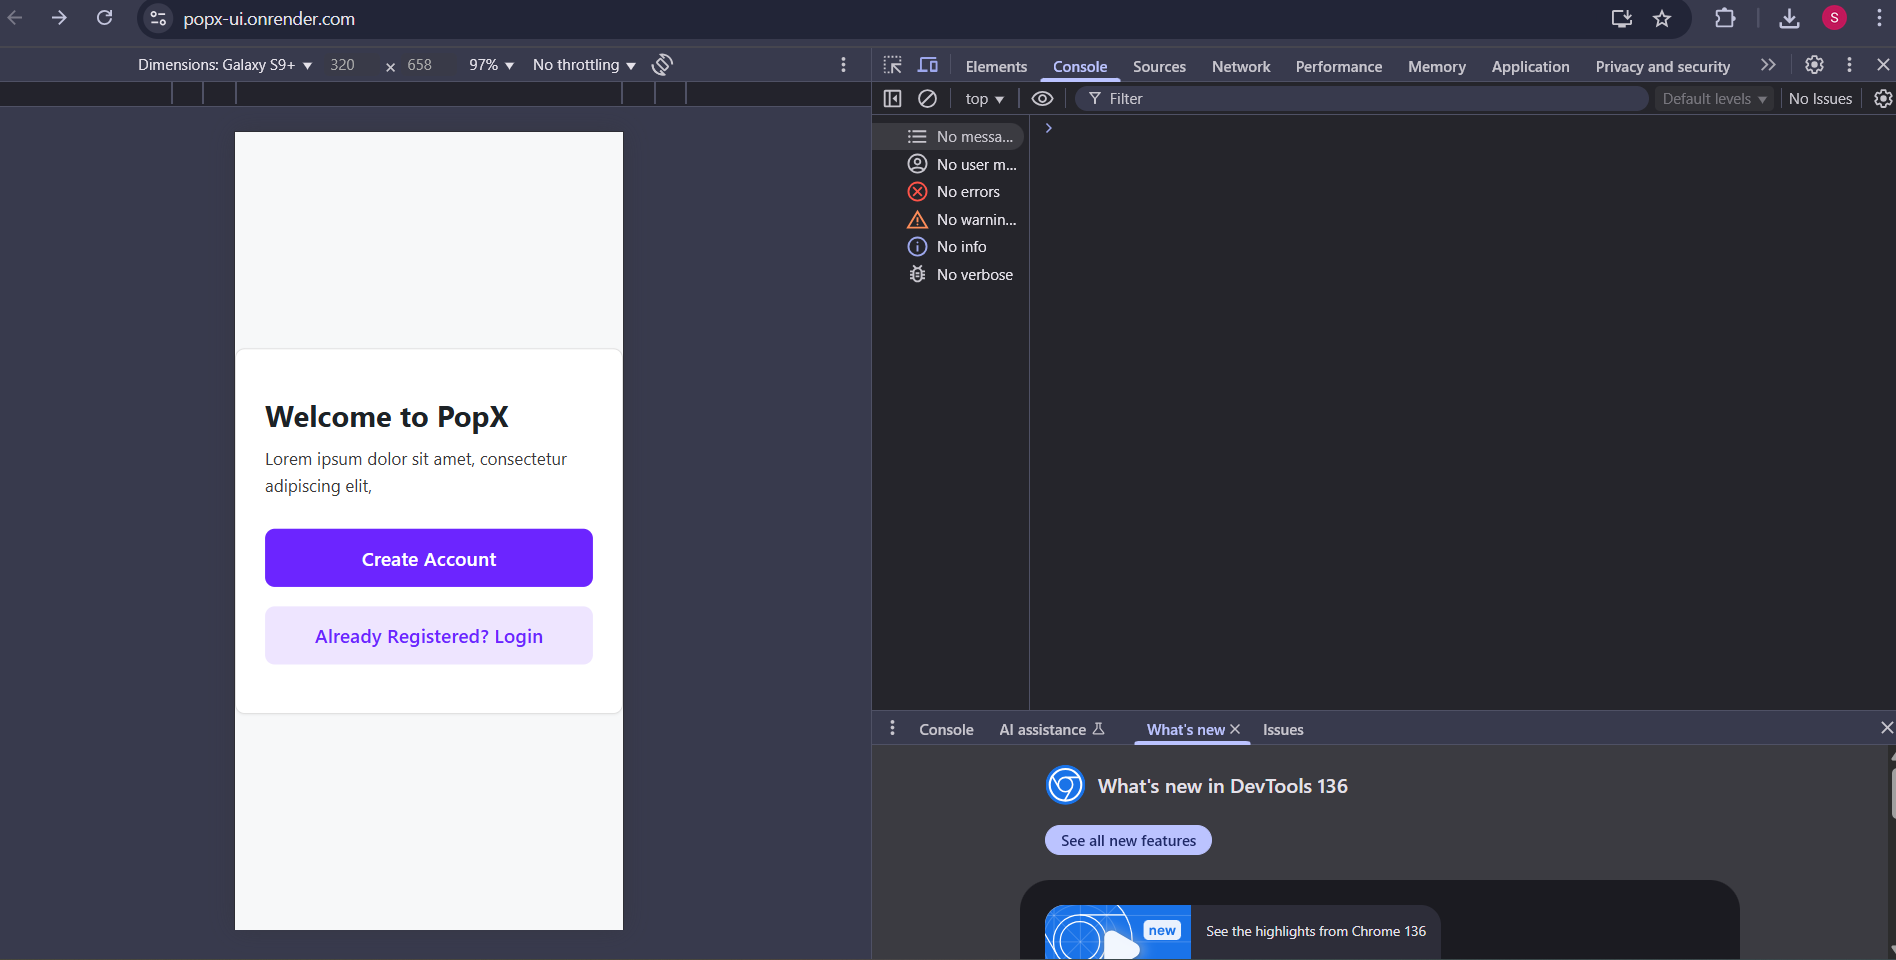 popx-ui.onrender.com
S
Dimensions: Galaxy S9+ 320 × 658 97% No throttling
Elements Console Sources Network Performance Memory Application Privacy and security
top Filter Default levels No Issues
No messa...
No user m...
No errors
No warnin...
No info
No verbose
Welcome to PopX
Lorem ipsum dolor sit amet, consectetur
adipiscing elit,
Create Account
Already Registered? Login
Console AI assistance What's new Issues
What's new in DevTools 136
See all new features
new
See the highlights from Chrome 136